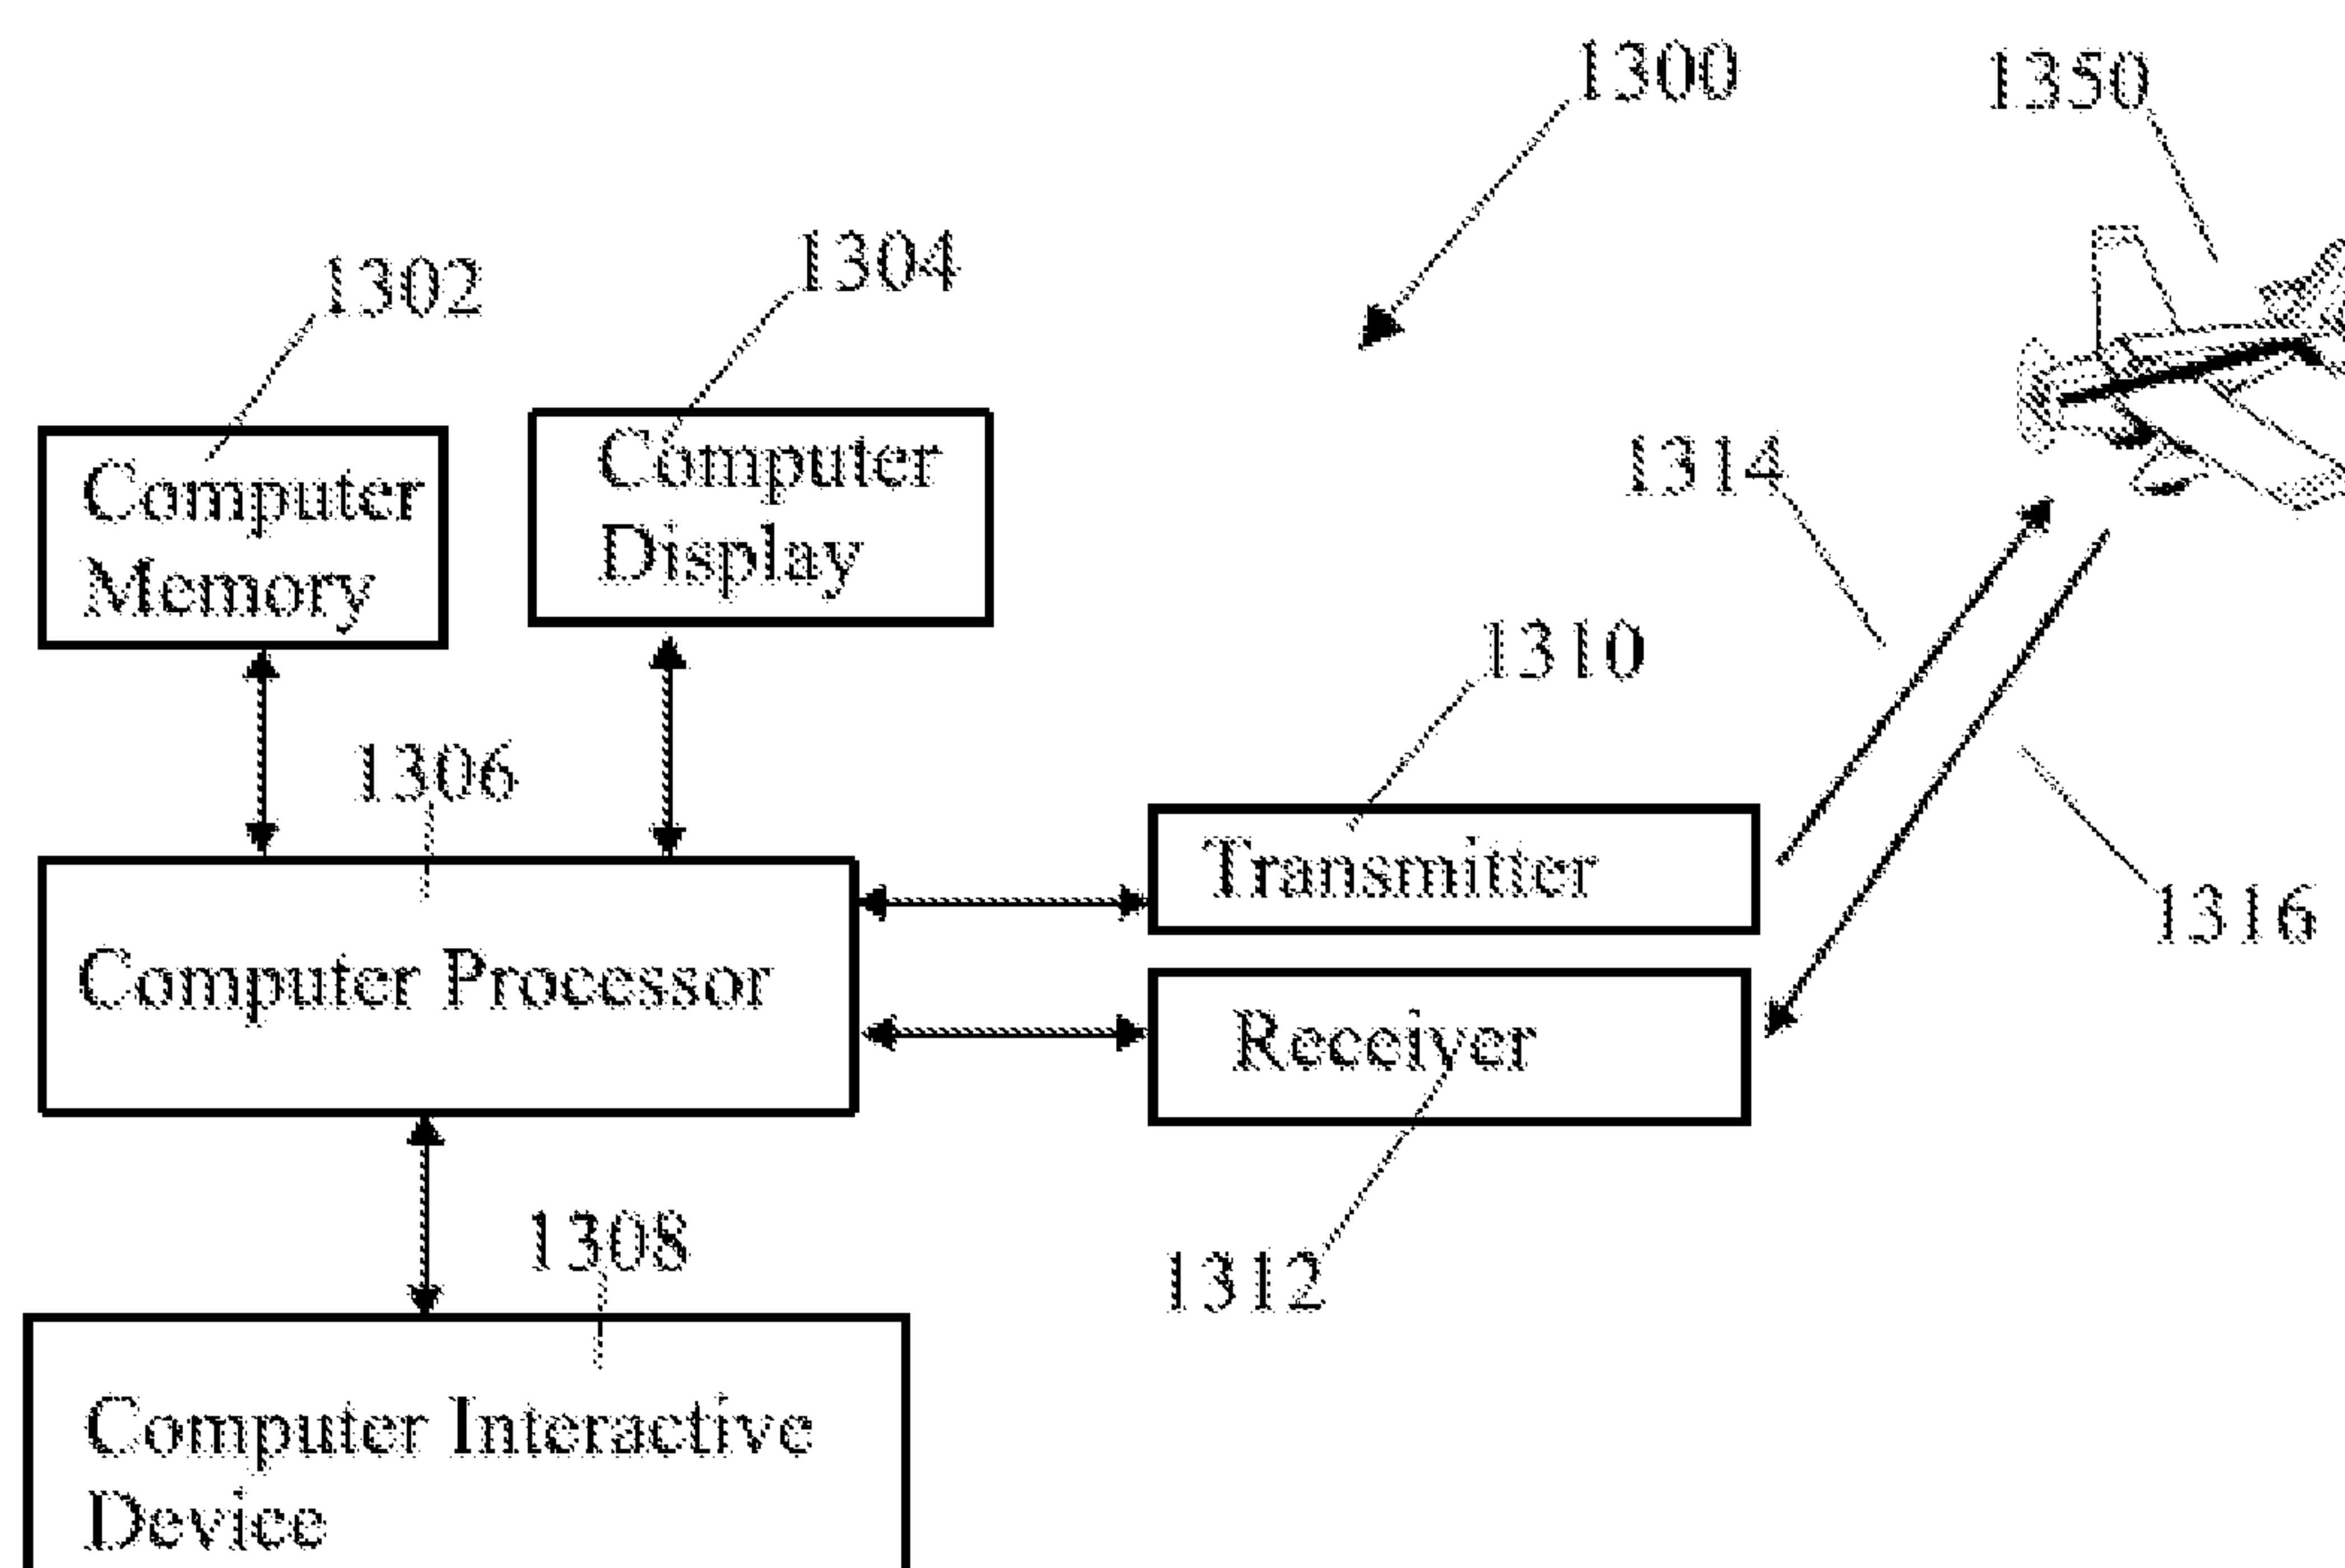 1300
1350
1302
1304
Computer
Memory
Computer
Display
1314
1310
1306
Transmitter
1316
Computer Processor
Receiver
1308
1312
Computer Interactive
Device